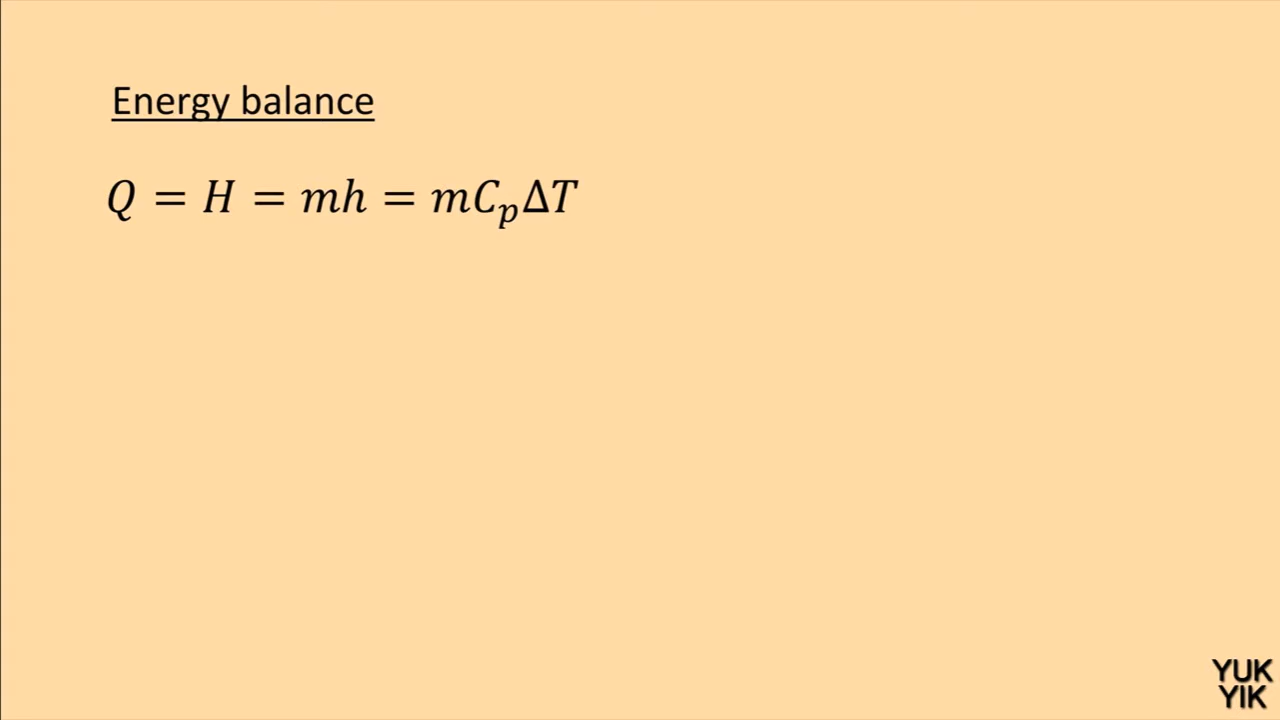 Energy balance
Q = H = mh = mC_pΔT
YUK
YIK